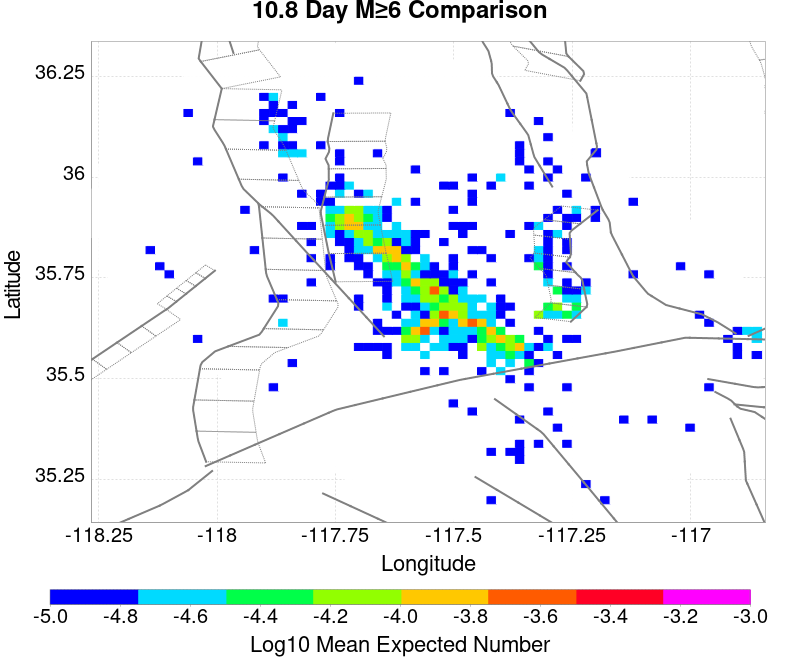 10.8 Day M≥6 Comparison
36.25
36
35.75
35.5
35.25
Latitude
-118.25 -118 -117.75 -117.5 -117.25 -117
Longitude
-5.0 -4.8 -4.6 -4.4 -4.2 -4.0 -3.8 -3.6 -3.4 -3.2 -3.0
Log10 Mean Expected Number